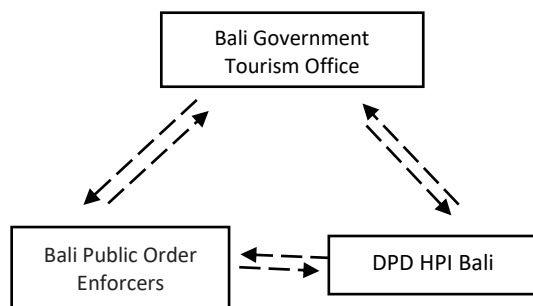 Bali Government
Tourism Office
Bali Public Order
Enforcers
DPD HPI Bali